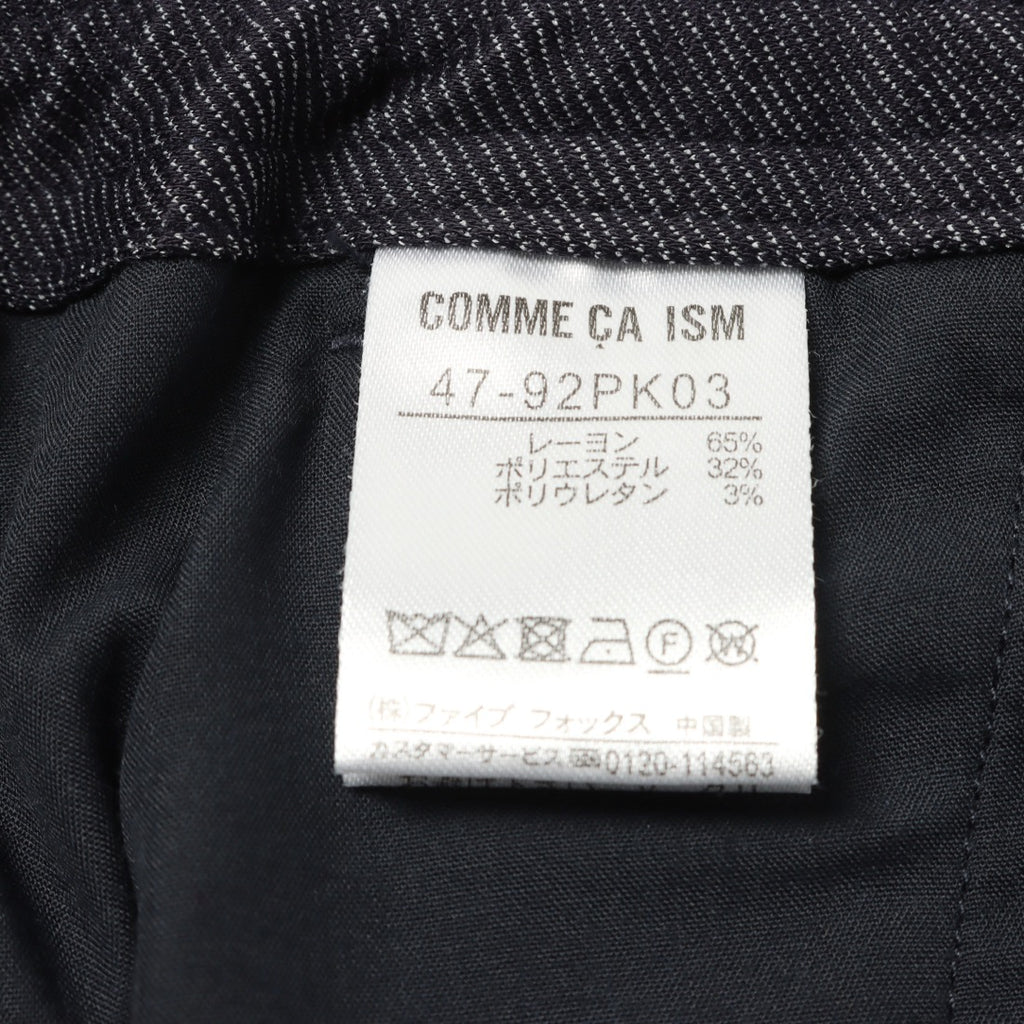 COMME ÇA ISM
47-92PK03
レーヨン 65%
ポリエステル 32%
ポリウレタン 3%
F W
(株)ファイブ フォックス 中国製
カスタマーサービス 0120-114563